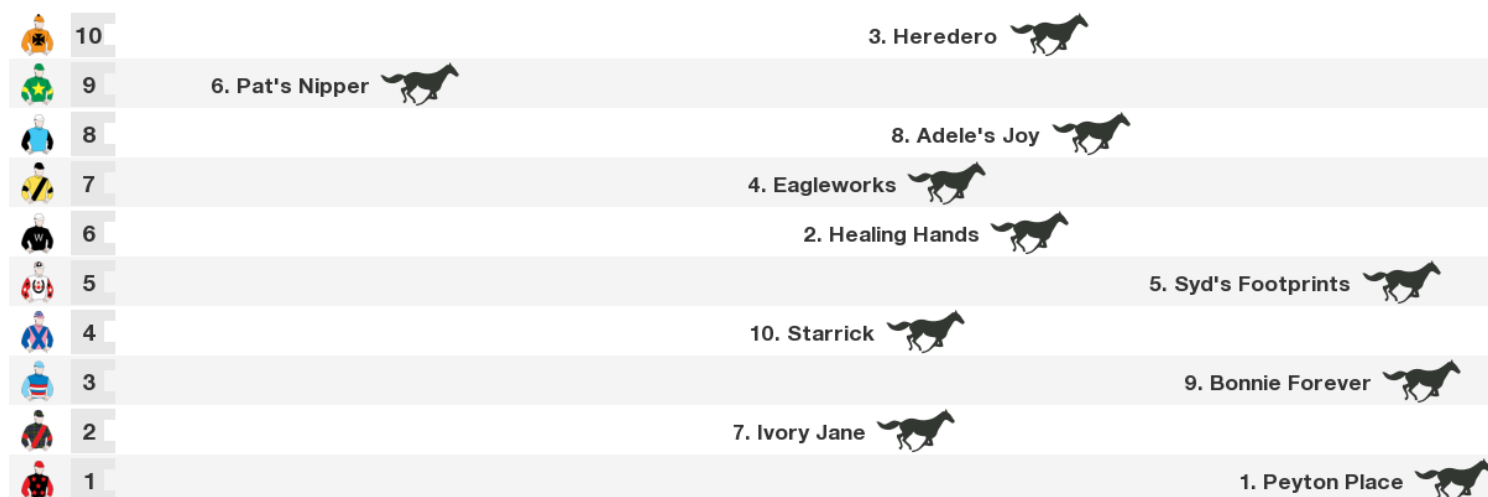 10 3. Heredero
9 6. Pat's Nipper
8 8. Adele's Joy
7 4. Eagleworks
W 6 2. Healing Hands
5 5. Syd's Footprints
4 10. Starrick
3 9. Bonnie Forever
2 7. Ivory Jane
1 1. Peyton Place